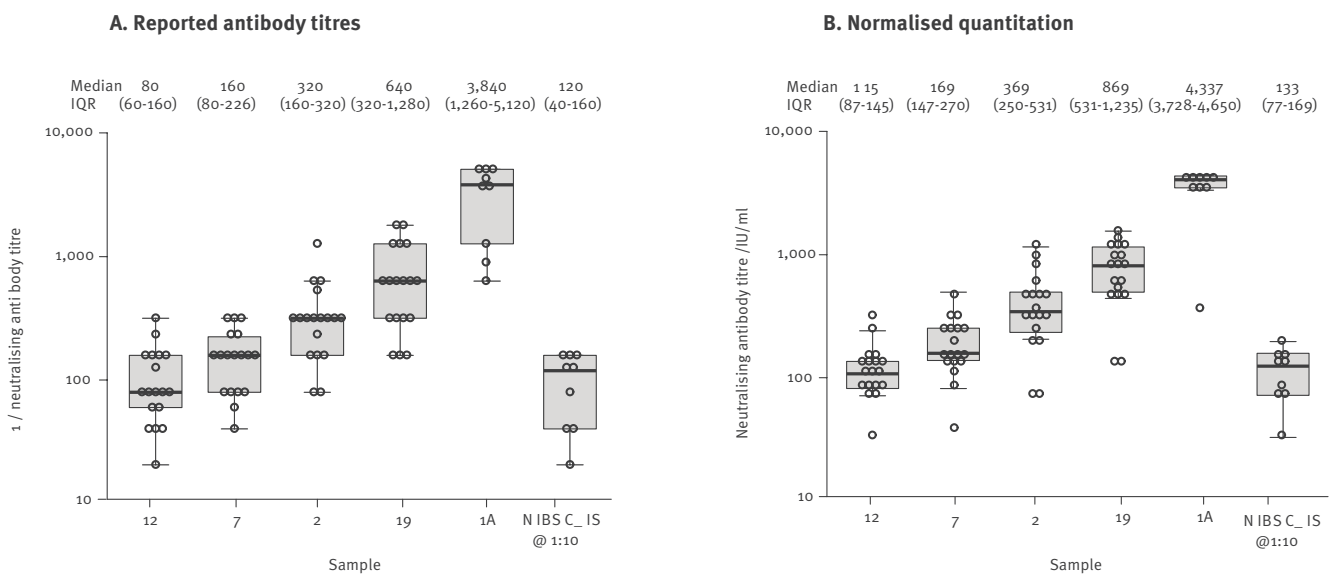 A. Reported antibody titres
Median 80 160 320 640 3,840 120
IQR (60-160) (80-226) (160-320) (320-1,280) (1,260-5,120) (40-160)
10,000
1,000
100
10
1 / neutralising anti body titre
12 7 2 19 1A N IBS C_ IS
@ 1:10
Sample
B. Normalised quantitation
Median 1 15 169 369 869 4,337 133
IQR (87-145) (147-270) (250-531) (531-1,235) (3,728-4,650) (77-169)
10,000
1,000
100
10
Neutralising antibody titre /IU/ml
12 7 2 19 1A N IBS C_ IS
@1:10
Sample